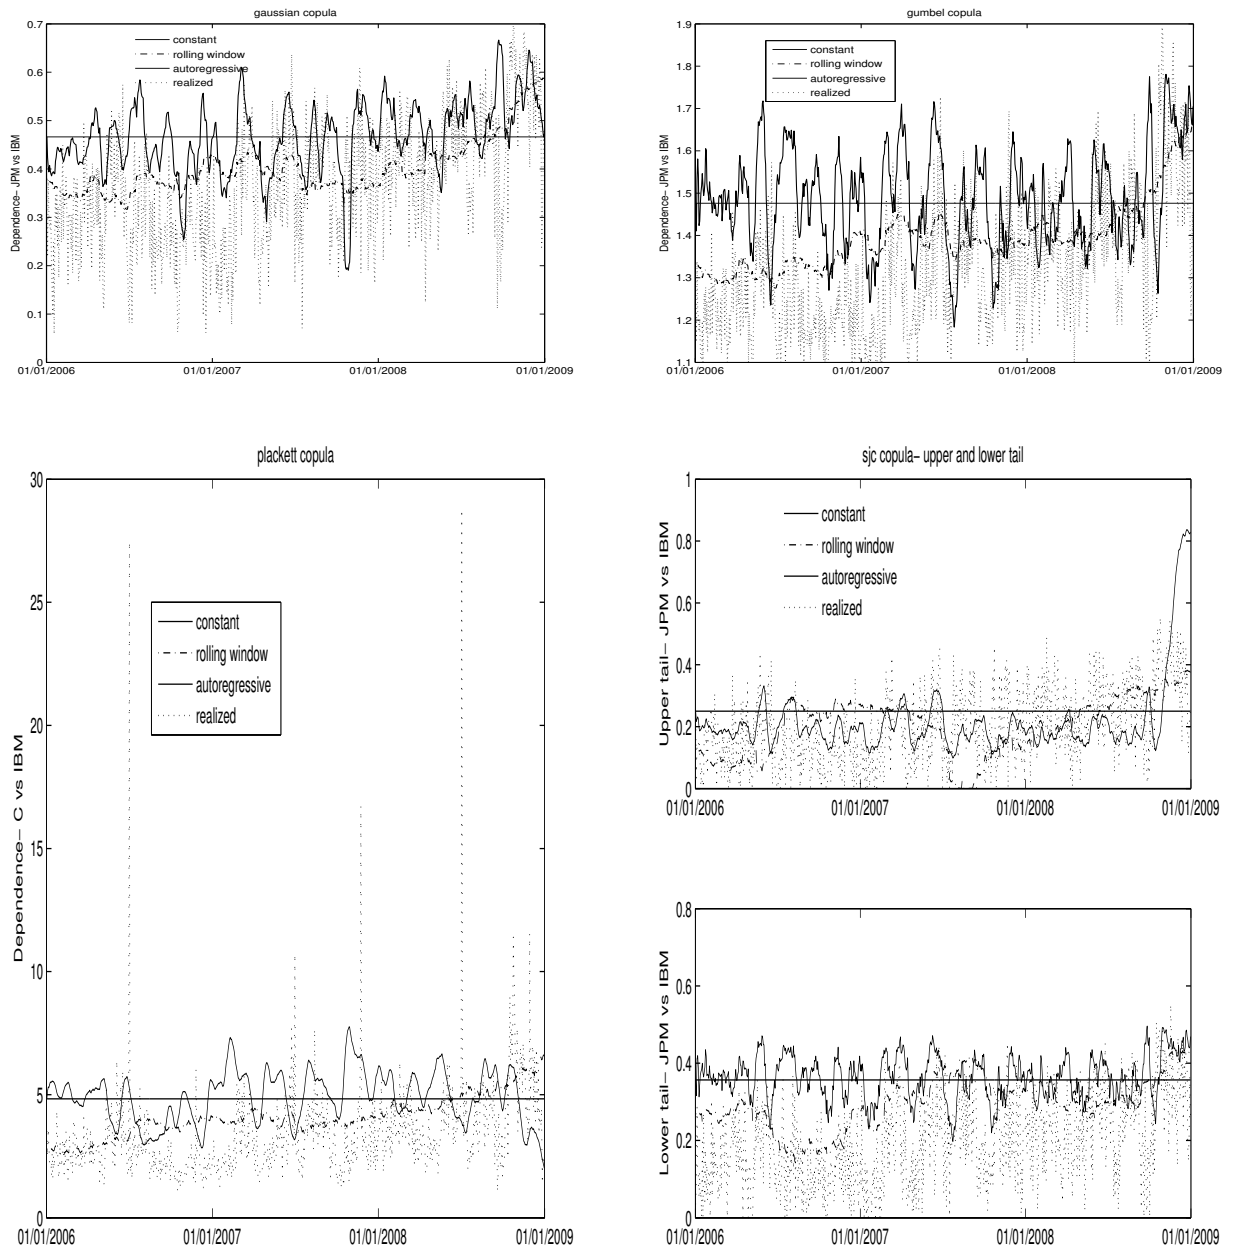 gaussian copula
0.7
0.6
0.5
0.4
0.3
0.2
0.1
0
Dependence– JPM vs IBM
constant
rolling window
autoregressive
realized
01/01/2006 01/01/2007 01/01/2008 01/01/2009
gumbel copula
1.9
1.8
1.7
1.6
1.5
1.4
1.3
1.2
1.1
Dependence– JPM vs IBM
constant
rolling window
autoregressive
realized
01/01/2006 01/01/2007 01/01/2008 01/01/2009
plackett copula
30
25
20
15
10
5
0
Dependence– C vs IBM
constant
rolling window
autoregressive
realized
01/01/2006 01/01/2007 01/01/2008 01/01/2009
sjc copula– upper and lower tail
1
0.8
0.6
0.4
0.2
0
Upper tail– JPM vs IBM
constant
rolling window
autoregressive
realized
01/01/2006 01/01/2007 01/01/2008 01/01/2009
0.8
0.6
0.4
0.2
0
Lower tail– JPM vs IBM
01/01/2006 01/01/2007 01/01/2008 01/01/2009